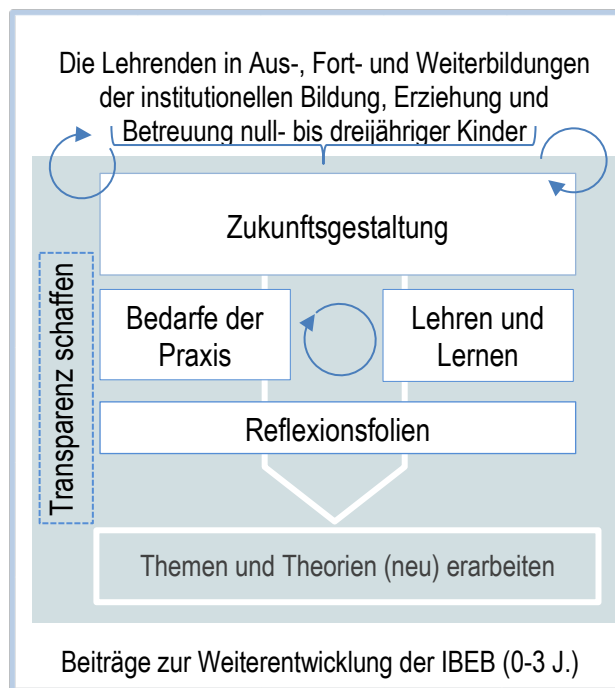 Die Lehrenden in Aus-, Fort- und Weiterbildungen
der institutionellen Bildung, Erziehung und
Betreuung null- bis dreijähriger Kinder
Zukunftsgestaltung
Transparenz schaffen
Bedarfe der
Praxis
Lehren und
Lernen
Reflexionsfolien
Themen und Theorien (neu) erarbeiten
Beiträge zur Weiterentwicklung der IBEB (0-3 J.)